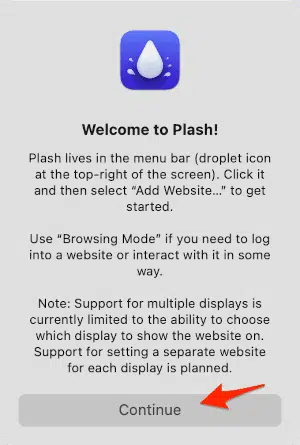 Welcome to Plash!
Plash lives in the menu bar (droplet icon
at the top-right of the screen). Click it
and then select “Add Website…” to get
started.
Use “Browsing Mode” if you need to log
into a website or interact with it in some
way.
Note: Support for multiple displays is
currently limited to the ability to choose
which display to show the website on.
Support for setting a separate website
for each display is planned.
Continue